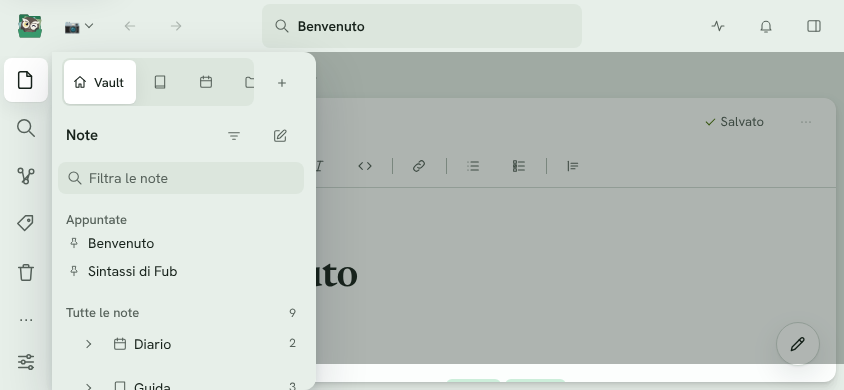 Benvenuto
Vault
Note
Salvato
Filtra le note
Appuntate
Benvenuto
Sintassi di Fub
uto
Tutte le note 9
Diario 2
Guida 3